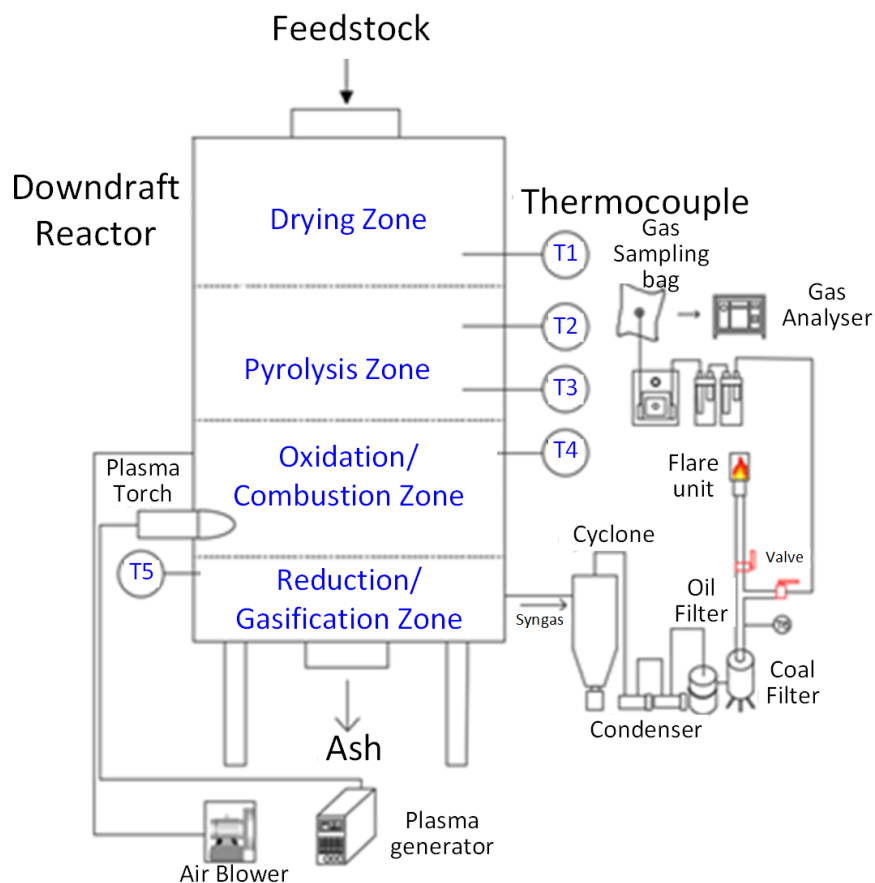 Feedstock
Downdraft
Reactor
Drying Zone
Thermocouple
T1
Gas
Sampling
bag
Gas
Analyser
T2
Pyrolysis Zone
T3
Oxidation/
Combustion Zone
T4
Plasma
Torch
Flare
unit
Cyclone
Valve
T5
Reduction/
Gasification Zone
Syngas
Oil
Filter
Coal
Filter
Condenser
Ash
Plasma
generator
Air Blower